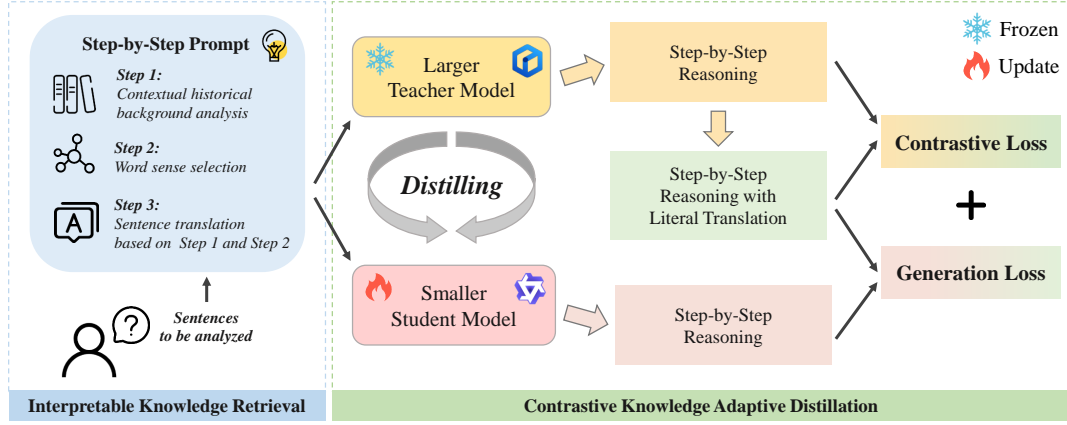 Step-by-Step Prompt
Step 1:
Contextual historical
background analysis
Step 2:
Word sense selection
A
Step 3:
Sentence translation
based on Step 1 and Step 2
?
Sentences
to be analyzed
Interpretable Knowledge Retrieval
Larger
Teacher Model
Distilling
Smaller
Student Model
Step-by-Step
Reasoning
Step-by-Step
Reasoning with
Literal Translation
Step-by-Step
Reasoning
Frozen
Update
Contrastive Loss
+
Generation Loss
Contrastive Knowledge Adaptive Distillation